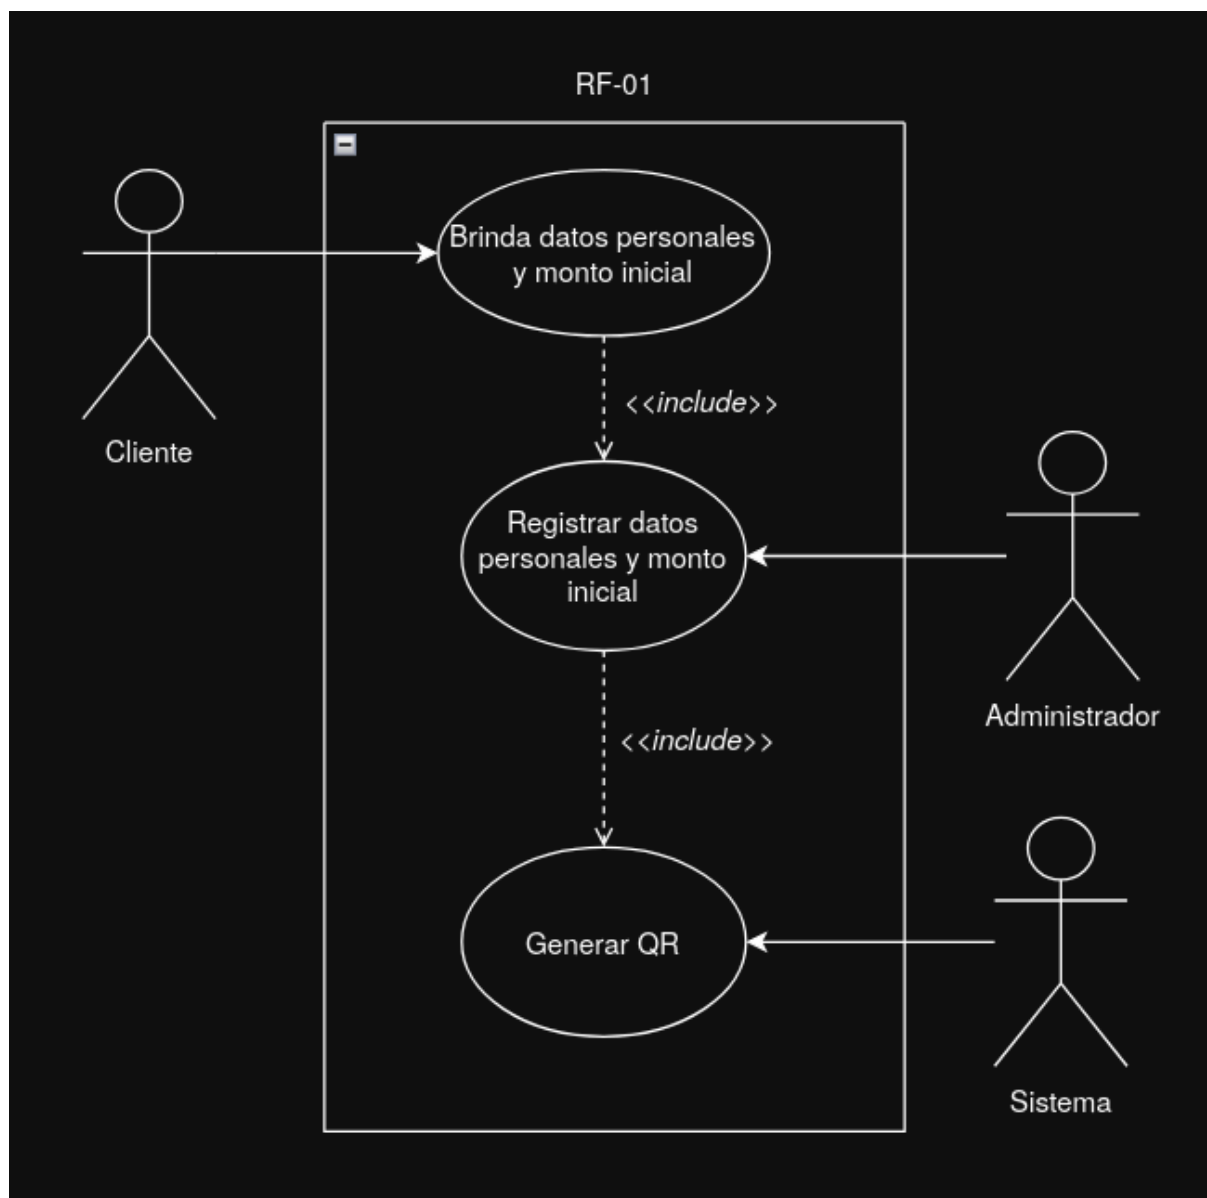 RF-01
Brinda datos personales
y monto inicial
<<include>>
Cliente
Registrar datos
personales y monto
inicial
Administrador
<<include>>
Generar QR
Sistema